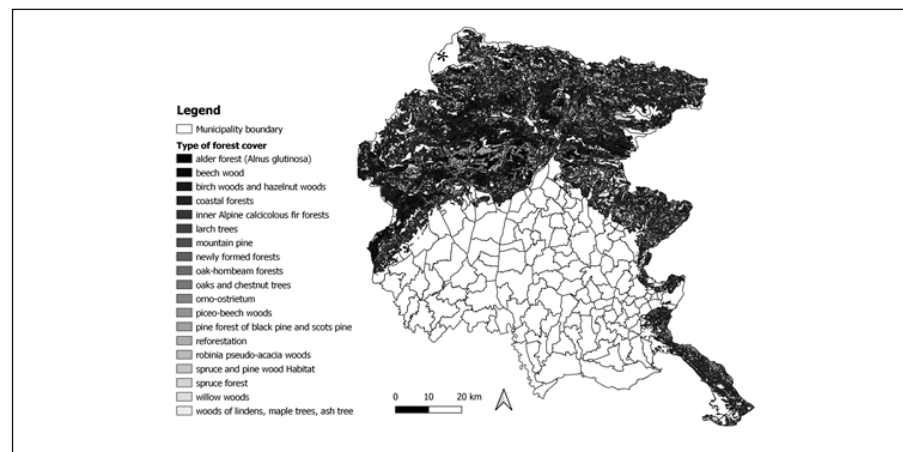 *
Legend
Municipality boundary
Type of forest cover
alder forest (Alnus glutinosa)
beech wood
birch woods and hazelnut woods
coastal forests
inner Alpine calcicolous fir forests
larch trees
mountain pine
newly formed forests
oak-hornbeam forests
oaks and chestnut trees
orno-ostrietum
piceo-beech woods
pine forest of black pine and scots pine
reforestation
robinia pseudo-acacia woods
spruce and pine wood Habitat
spruce forest
willow woods
woods of lindens, maple trees, ash tree
0 10 20 km